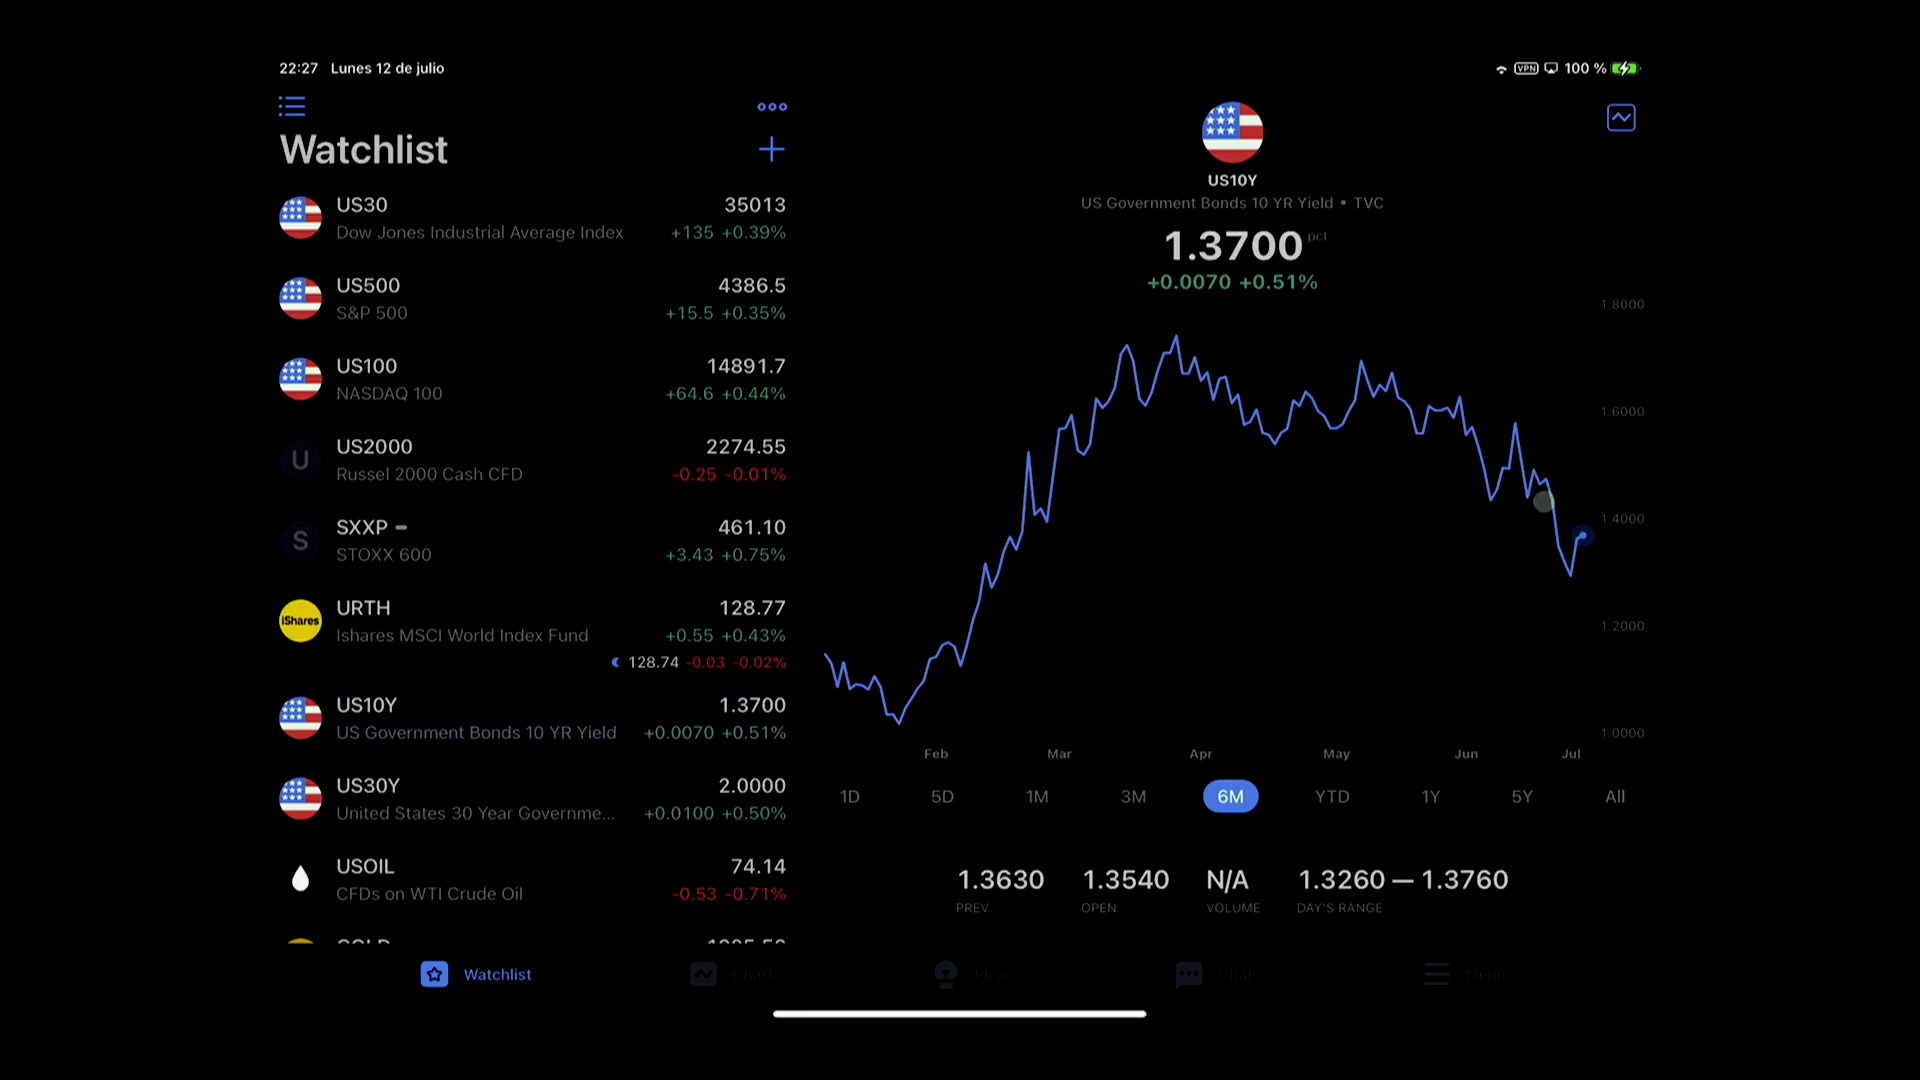 22:27 Lunes 12 de julio
VPN 100 %
Watchlist
US30 35013
Dow Jones Industrial Average Index +135 +0.39%
US500 4386.5
S&P 500 +15.5 +0.35%
US100 14891.7
NASDAQ 100 +64.6 +0.44%
U US2000 2274.55
Russel 2000 Cash CFD -0.25 -0.01%
S SXXP 461.10
STOXX 600 +3.43 +0.75%
iShares URTH 128.77
Ishares MSCI World Index Fund +0.55 +0.43%
128.74 -0.03 -0.02%
US10Y 1.3700
US Government Bonds 10 YR Yield +0.0070 +0.51%
US30Y 2.0000
United States 30 Year Governme... +0.0100 +0.50%
USOIL 74.14
CFDs on WTI Crude Oil -0.53 -0.71%
US10Y
US Government Bonds 10 YR Yield • TVC
1.3700 pct
+0.0070 +0.51%
1.8000
1.6000
1.4000
1.2000
1.0000
Feb Mar Apr May Jun Jul
1D 5D 1M 3M 6M YTD 1Y 5Y All
1.3630 1.3540 N/A 1.3260 — 1.3760
PREV OPEN VOLUME DAY'S RANGE
Watchlist Chart Ideas Chats Menu